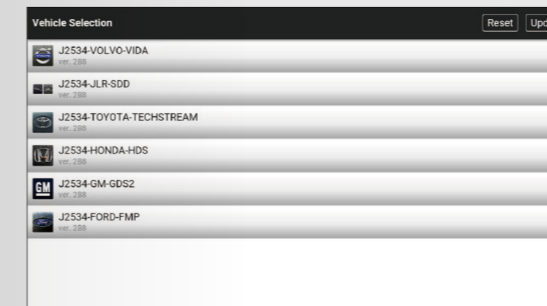 Vehicle Selection
Reset
Upd
J2534-VOLVO-VIDA
ver. 288
J2534-JLR-SDD
ver. 288
J2534-TOYOTA-TECHSTREAM
ver. 288
J2534-HONDA-HDS
ver. 288
GM
J2534-GM-GDS2
ver. 288
J2534-FORD-FMP
ver. 288